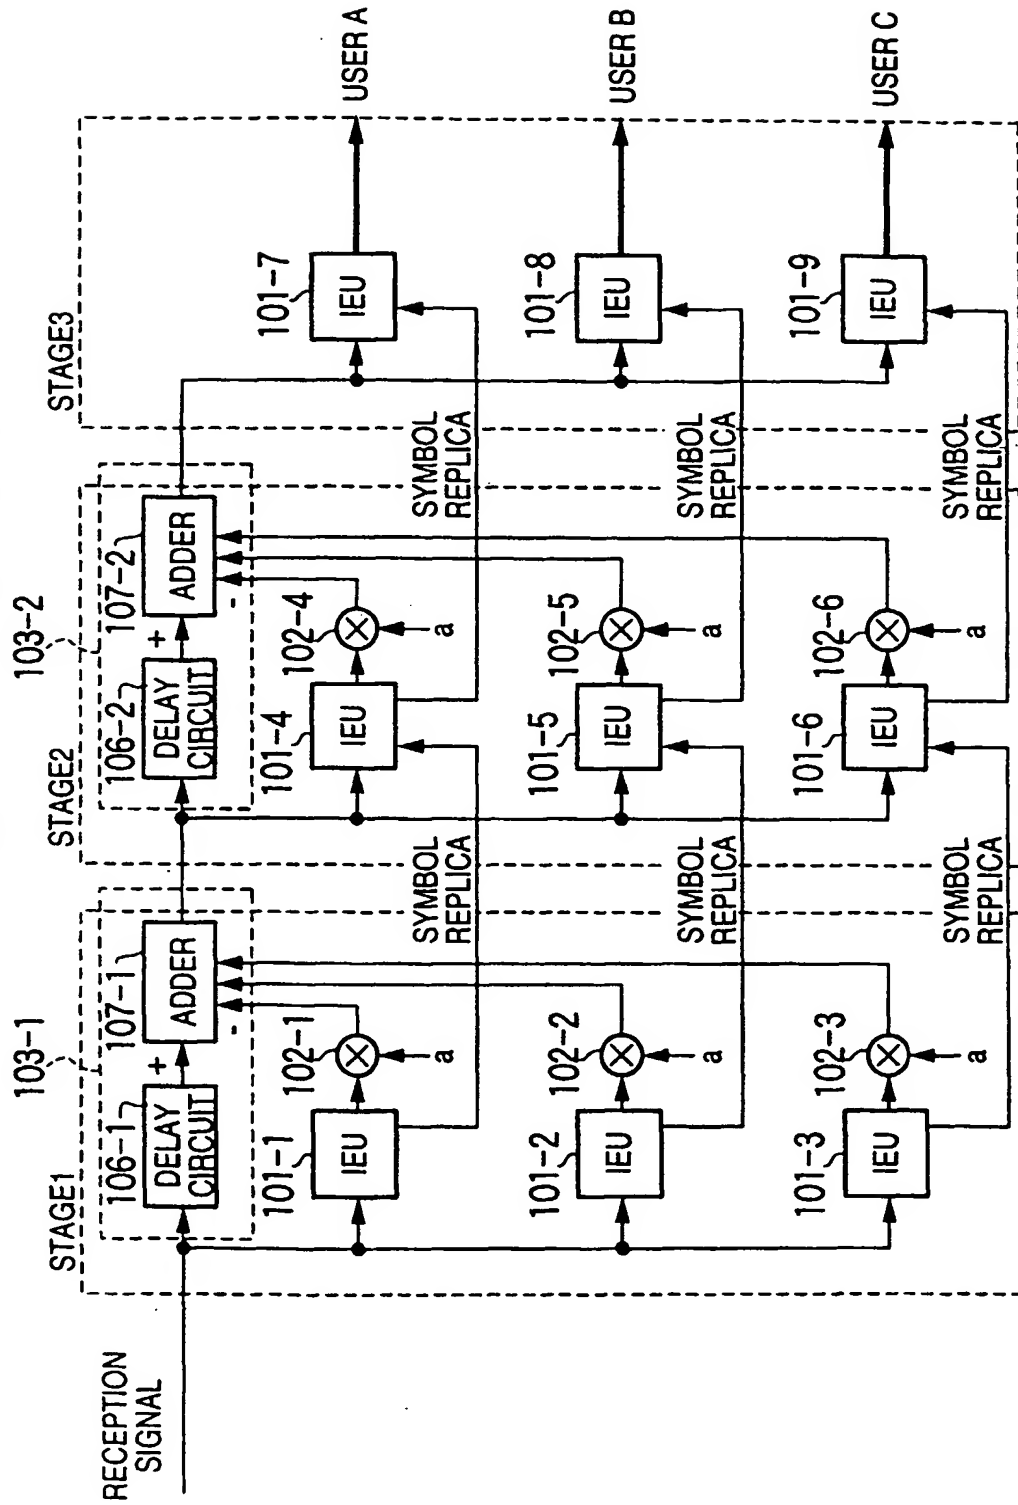 RECEPTION
SIGNAL
STAGE1
103-1
106-1
DELAY
CIRCUIT
+
107-1
ADDER
-
101-1
IEU
102-1
a
SYMBOL
REPLICA
101-2
IEU
102-2
a
SYMBOL
REPLICA
101-3
IEU
102-3
a
SYMBOL
REPLICA
STAGE2
103-2
106-2
DELAY
CIRCUIT
+
107-2
ADDER
-
101-4
IEU
102-4
a
SYMBOL
REPLICA
101-5
IEU
102-5
a
SYMBOL
REPLICA
101-6
IEU
102-6
a
SYMBOL
REPLICA
STAGE3
101-7
IEU
USER A
101-8
IEU
USER B
101-9
IEU
USER C